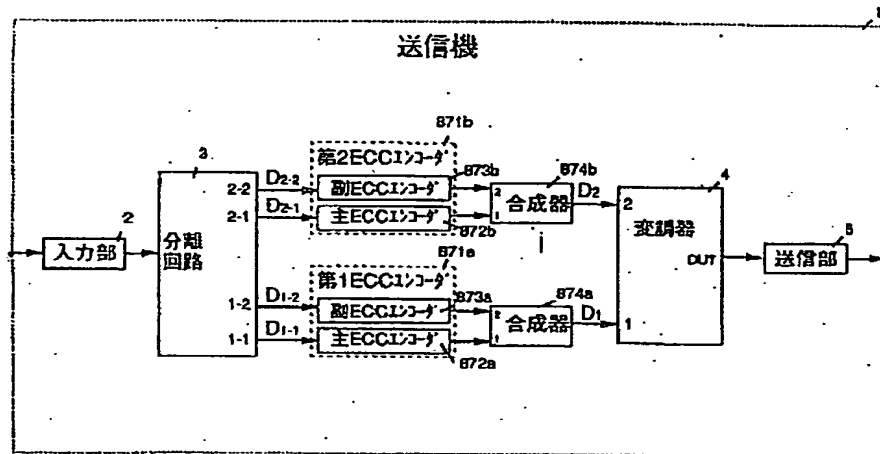 1
送信機
871b
3
第2ECCエンコーダ
873b
874b
D2-2
2-2
副ECCエンコーダ
2
合成器
D2
4
D2-1
2-1
主ECCエンコーダ
1
2
2
872b
変調器
入力部
分離
回路
i
871a
OUT
5
送信部
第1ECCエンコーダ
873a
874a
D1-2
1-2
副ECCエンコーダ
2
合成器
D1
D1-1
1-1
主ECCエンコーダ
1
1
872a